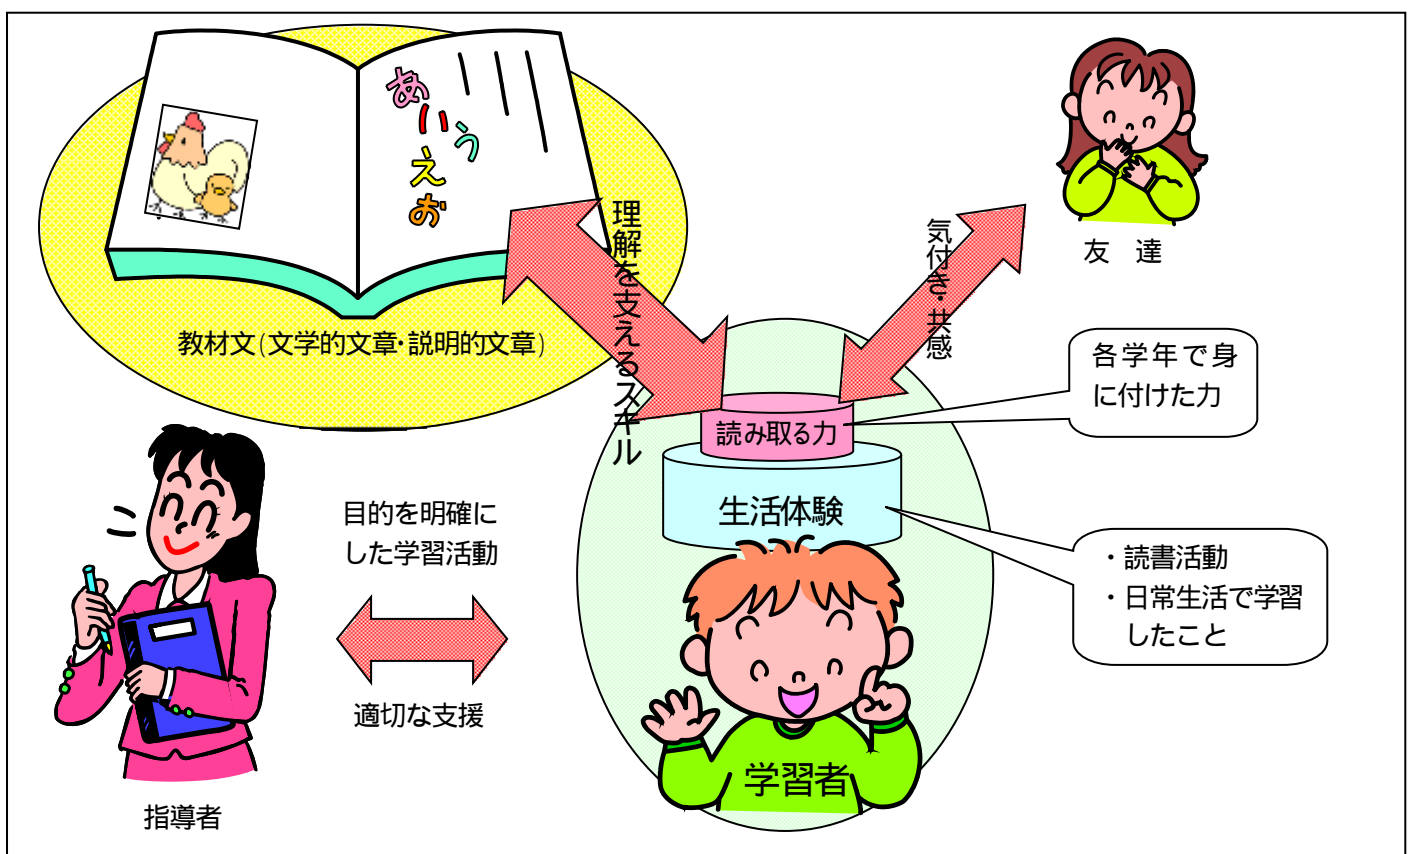 あいうえお
教材文(文学的文章・説明的文章)
理解を支えるスキル
気付き・共感
友 達
各学年で身
に付けた力
読み取る力
生活体験
・読書活動
・日常生活で学習
したこと
目的を明確に
した学習活動
適切な支援
学習者
指導者